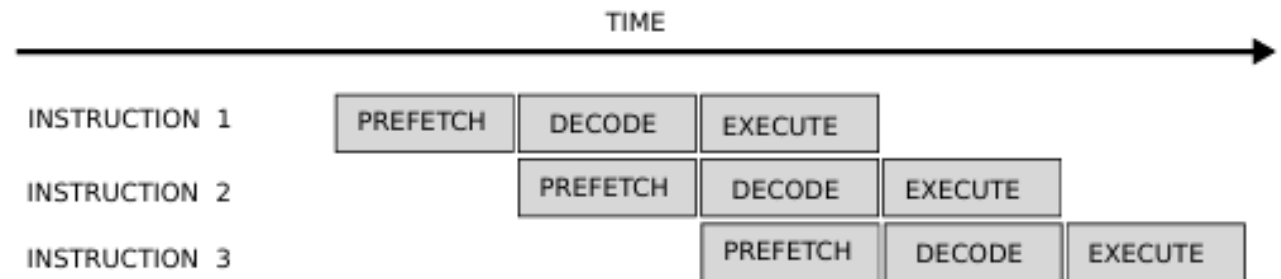 TIME
INSTRUCTION 1 PREFETCH DECODE EXECUTE
INSTRUCTION 2 PREFETCH DECODE EXECUTE
INSTRUCTION 3 PREFETCH DECODE EXECUTE